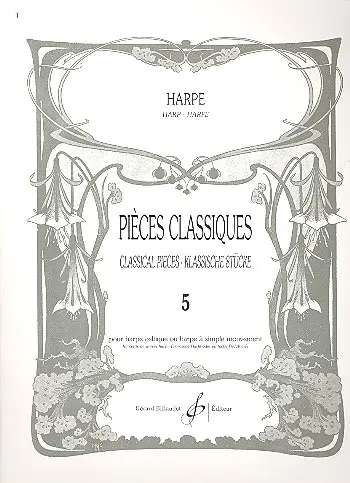 HARPE
HARP - HARFE
PIÈCES CLASSIQUES
CLASSICAL PIECES - KLASSISCHE STÜCKE
5
pour harpe celtique ou harpe à simple mouvement
Gérard Billaudot
Éditeur